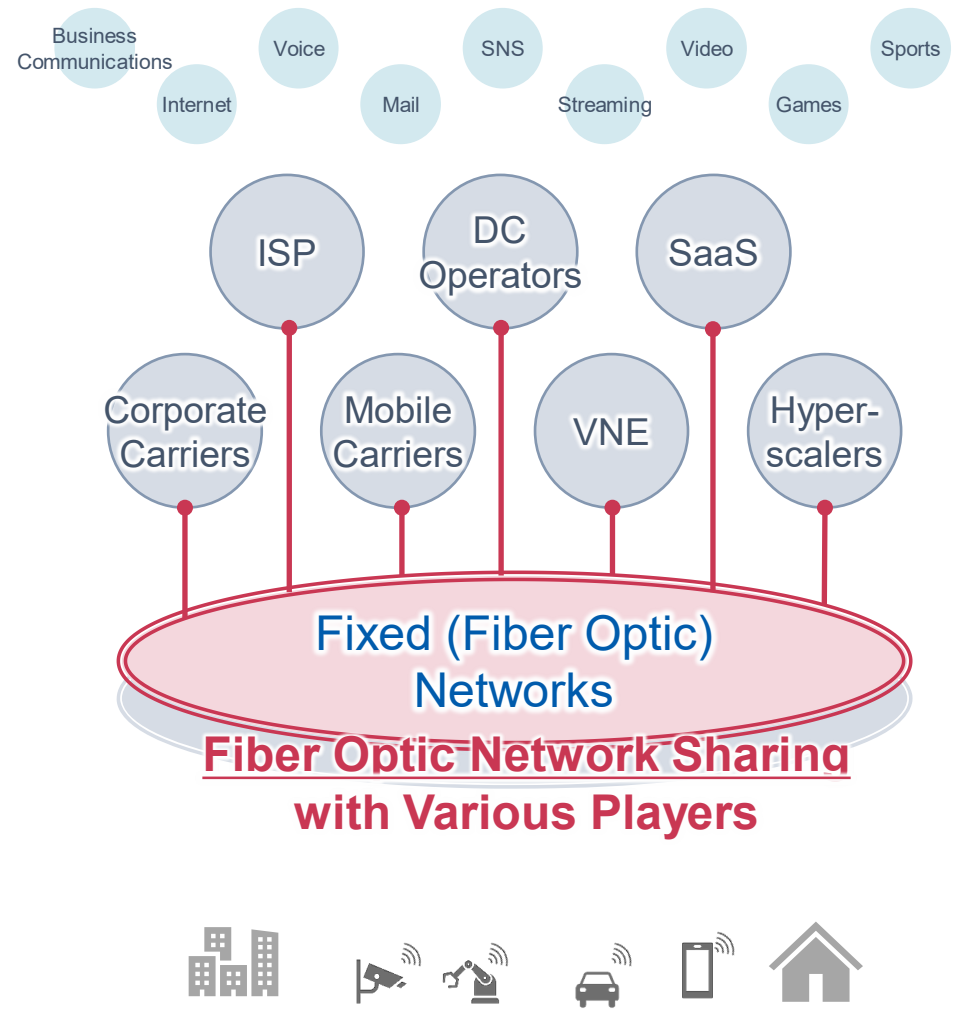 Business
Communications
Voice
SNS
Video
Sports
Internet
Mail
Streaming
Games
ISP
DC
Operators
SaaS
Corporate
Carriers
Mobile
Carriers
VNE
Hyper-
scalers
Fixed (Fiber Optic)
Networks
Fiber Optic Network Sharing
with Various Players